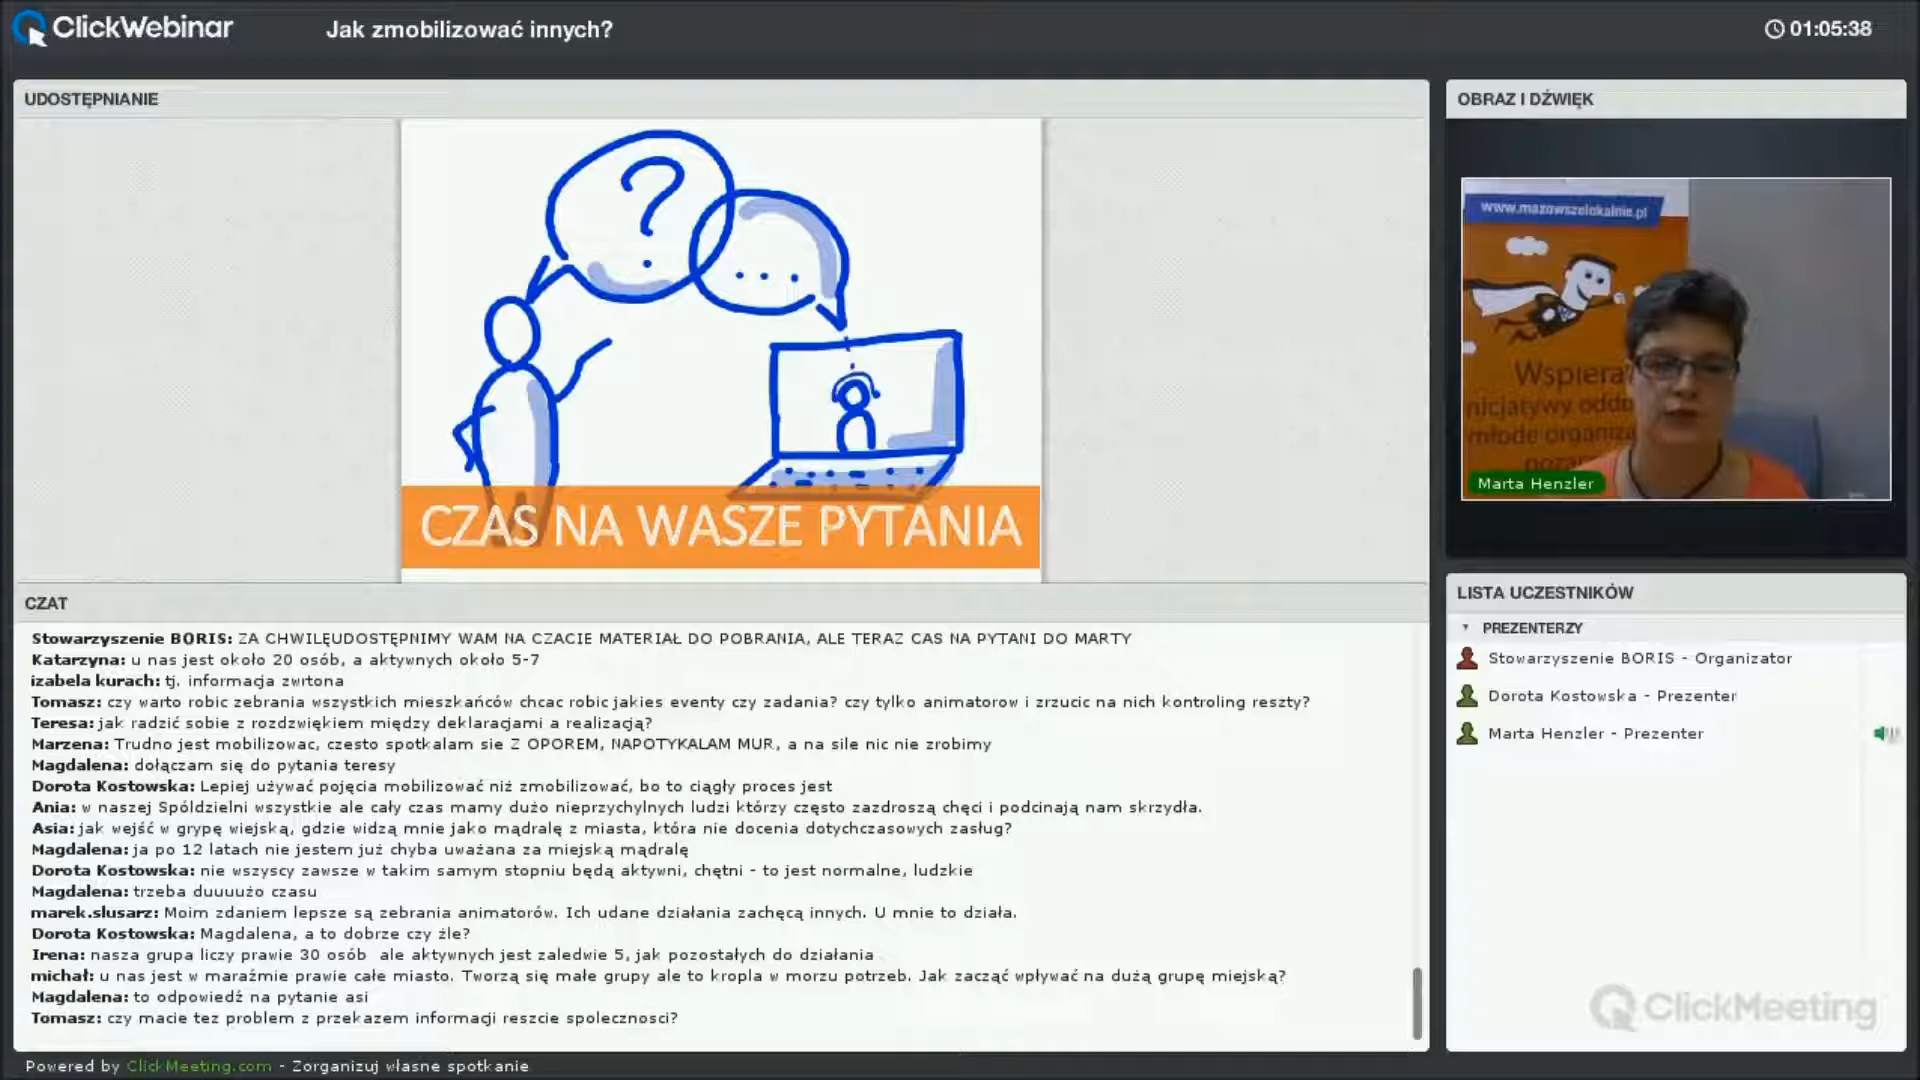 ClickWebinar
Jak zmobilizować innych?
01:05:38
UDOSTĘPNIANIE
?
CZAS NA WASZE PYTANIA
OBRAZ I DŹWIĘK
www.mazowszelokalnie.pl
Wspiera
inicjatywy oddo
młode organiza
poza
Marta Henzler
CZAT
Stowarzyszenie BORIS: ZA CHWILĘUDOSTĘPNIMY WAM NA CZACIE MATERIAŁ DO POBRANIA, ALE TERAZ CAS NA PYTANI DO MARTY
Katarzyna: u nas jest około 20 osób, a aktywnych około 5-7
izabela kurach: tj. informacja zwrtona
Tomasz: czy warto robic zebrania wszystkich mieszkańców chcac robic jakies eventy czy zadania? czy tylko animatorow i zrzucic na nich kontroling reszty?
Teresa: jak radzić sobie z rozdzwiękiem między deklaracjami a realizacją?
Marzena: Trudno jest mobilizowac, czesto spotkalam sie Z OPOREM, NAPOTYKALAM MUR, a na sile nic nie zrobimy
Magdalena: dołączam się do pytania teresy
Dorota Kostowska: Lepiej używać pojęcia mobilizować niż zmobilizować, bo to ciągły proces jest
Ania: w naszej Spóldzielni wszystkie ale cały czas mamy dużo nieprzychylnych ludzi którzy często zazdroszą chęci i podcinają nam skrzydła.
Asia: jak wejść w grypę wiejską, gdzie widzą mnie jako mądralę z miasta, która nie docenia dotychczasowych zasług?
Magdalena: ja po 12 latach nie jestem już chyba uważana za miejską mądralę
Dorota Kostowska: nie wszyscy zawsze w takim samym stopniu będą aktywni, chętni - to jest normalne, ludzkie
Magdalena: trzeba duuuużo czasu
marek.slusarz: Moim zdaniem lepsze są zebrania animatorów. Ich udane działania zachęcą innych. U mnie to działa.
Dorota Kostowska: Magdalena, a to dobrze czy źle?
Irena: nasza grupa liczy prawie 30 osób  ale aktywnych jest zaledwie 5, jak pozostałych do działania
michał: u nas jest w maraźmie prawie całe miasto. Tworzą się małe grupy ale to kropla w morzu potrzeb. Jak zacząć wpływać na dużą grupę miejską?
Magdalena: to odpowiedź na pytanie asi
Tomasz: czy macie tez problem z przekazem informacji reszcie spolecznosci?
LISTA UCZESTNIKÓW
PREZENTERZY
Stowarzyszenie BORIS - Organizator
Dorota Kostowska - Prezenter
Marta Henzler - Prezenter
ClickMeeting
Powered by ClickMeeting.com - Zorganizuj własne spotkanie